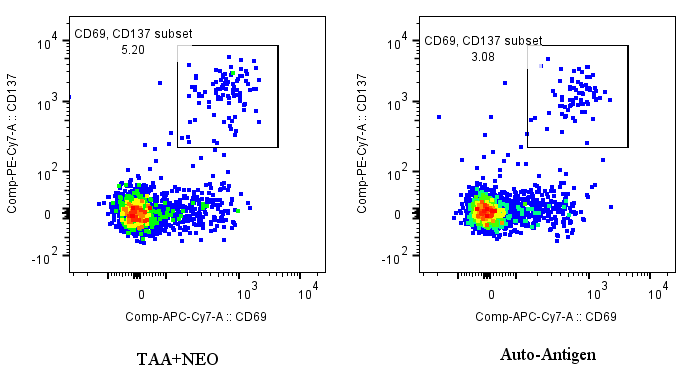 CD69, CD137 subset
5.20
10^4
10^3
10^2
0
-10^2
Comp-PE-Cy7-A :: CD137
0
10^3
10^4
Comp-APC-Cy7-A :: CD69
TAA+NEO
CD69, CD137 subset
3.08
10^4
10^3
10^2
0
-10^2
Comp-PE-Cy7-A :: CD137
0
10^3
10^4
Comp-APC-Cy7-A :: CD69
Auto-Antigen